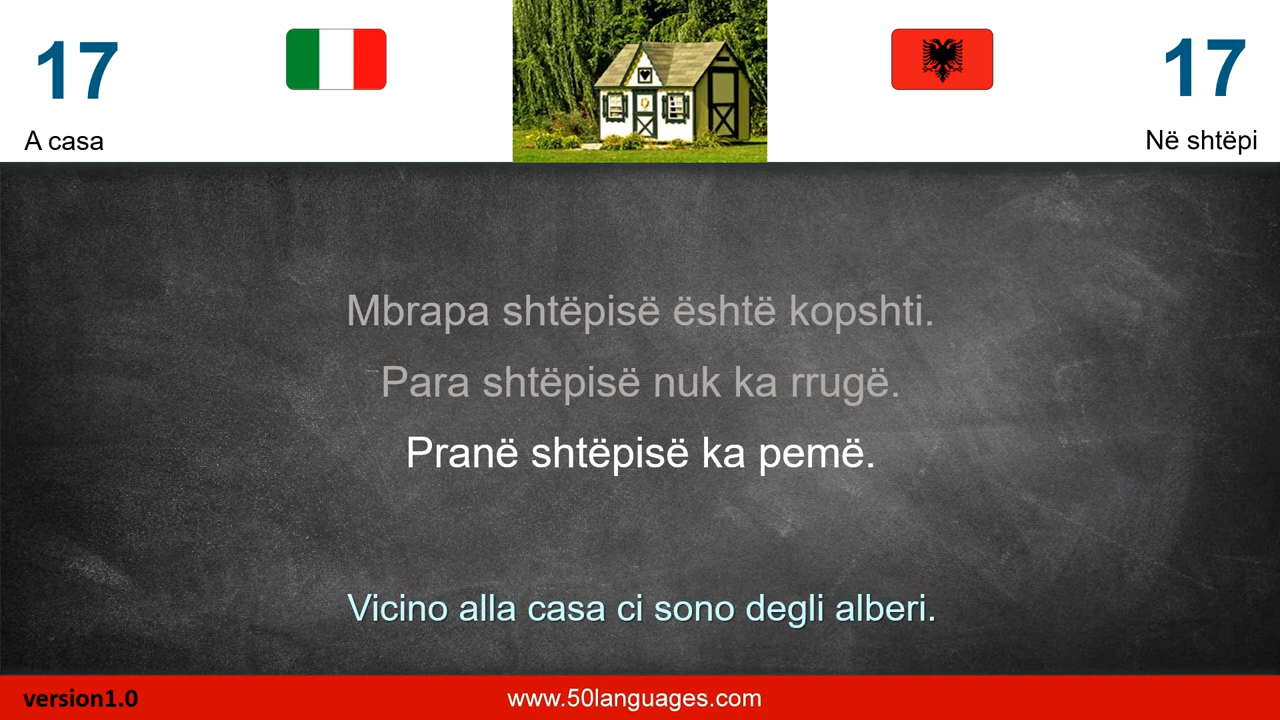 17
17
A casa
Në shtëpi
Mbrapa shtëpisë është kopshti.
Para shtëpisë nuk ka rrugë.
Pranë shtëpisë ka pemë.
Vicino alla casa ci sono degli alberi.
version1.0
www.50languages.com